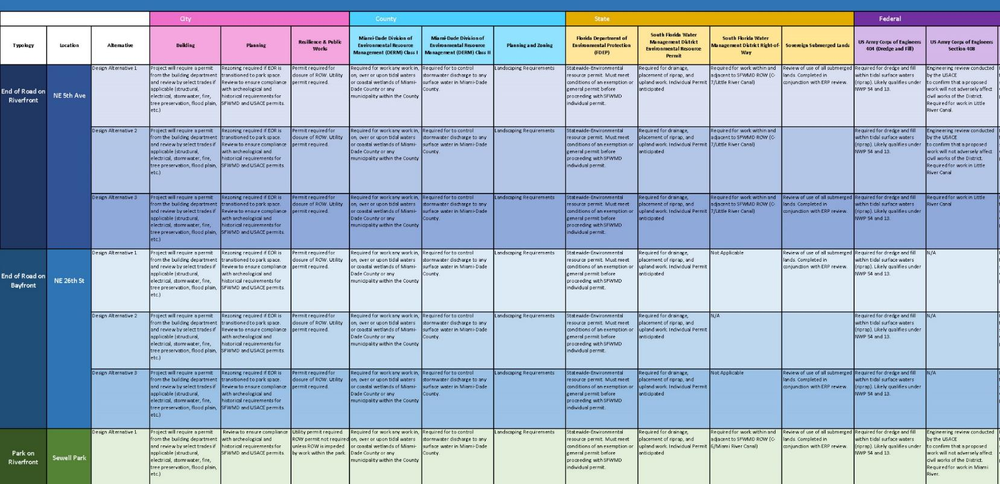 City County State Federal
Typology Location Alternative Building Planning Resilience & Public Works Miami-Dade Division of Environmental Resource Management (DERM) Class I Miami-Dade Division of Environmental Resource Management (DERM) Class II Planning and Zoning Florida Department of Environmental Protection (FDEP) South Florida Water Management District Environmental Resource Permit South Florida Water Management District Right-of-Way Sovereign Submerged Lands US Army Corps of Engineers 404 (Dredge and Fill) US Army Corps of Engineers Section 408
End of Road on Riverfront
NE 5th Ave
Design Alternative 1
Project will require a permit from the building department and review by select trades if applicable (structural, electrical, stormwater, fire, tree preservation, flood plain, etc.)
Rezoning required if EOR is transitioned to park space. Review to ensure compliance with archeological and historical requirements for SFWMD and USACE permits.
Permit required for closure of ROW. Utility permit required.
Required for work any work in, on, over or upon tidal waters or coastal wetlands of Miami-Dade County or any municipality within the County
Required for to control stormwater discharge to any surface water in Miami-Dade County.
Landscaping Requirements
Statewide-Environmental resource permit. Must meet conditions of an exemption or general permit before proceeding with SFWMD individual permit.
Required for drainage, placement of riprap, and upland work. Individual Permit anticipated
Required for work within and adjacent to SFWMD ROW (C-7/Little River Canal)
Review of use of all submerged lands. Completed in conjunction with ERP review.
Required for dredge and fill within tidal surface waters (riprap). Likely qualifies under NWP 54 and 13.
Engineering review conducted by the USACE to confirm that a proposed work will not adversely affect civil works of the District. Required for work in Little River Canal.
Design Alternative 2
Project will require a permit from the building department and review by select trades if applicable (structural, electrical, stormwater, fire, tree preservation, flood plain, etc.)
Rezoning required if EOR is transitioned to park space. Review to ensure compliance with archeological and historical requirements for SFWMD and USACE permits.
Permit required for closure of ROW. Utility permit required.
Required for work any work in, on, over or upon tidal waters or coastal wetlands of Miami-Dade County or any municipality within the County
Required for to control stormwater discharge to any surface water in Miami-Dade County.
Landscaping Requirements
Statewide-Environmental resource permit. Must meet conditions of an exemption or general permit before proceeding with SFWMD individual permit.
Required for drainage, placement of riprap, and upland work. Individual Permit anticipated
Required for work within and adjacent to SFWMD ROW (C-7/Little River Canal)
Required for dredge and fill within tidal surface waters (riprap). Likely qualifies under NWP 54 and 13.
Engineering review conducted by the USACE to confirm that a proposed work will not adversely affect civil works of the District. Required for work in Little River Canal
Design Alternative 3
Project will require a permit from the building department and review by select trades if applicable (structural, electrical, stormwater, fire, tree preservation, flood plain, etc.)
Rezoning required if EOR is transitioned to park space. Review to ensure compliance with archeological and historical requirements for SFWMD and USACE permits.
Permit required for closure of ROW. Utility permit required.
Required for work any work in, on, over or upon tidal waters or coastal wetlands of Miami-Dade County or any municipality within the County
Required for to control stormwater discharge to any surface water in Miami-Dade County.
Landscaping Requirements
Statewide-Environmental resource permit. Must meet conditions of an exemption or general permit before proceeding with SFWMD individual permit.
Required for drainage, placement of riprap, and upland work. Individual Permit anticipated
Required for work within and adjacent to SFWMD ROW (C-7/Little River Canal)
Review of use of all submerged lands. Completed in conjunction with ERP review.
Required for dredge and fill within tidal surface waters (riprap). Likely qualifies under NWP 54 and 13.
Required for work in Little River Canal
End of Road on Bayfront
NE 26th St
Design Alternative 1
Project will require a permit from the building department and review by select trades if applicable (structural, electrical, stormwater, fire, tree preservation, flood plain, etc.)
Rezoning required if EOR is transitioned to park space. Review to ensure compliance with archeological and historical requirements for SFWMD and USACE permits.
Permit required for closure of ROW. Utility permit required.
Required for work any work in, on, over or upon tidal waters or coastal wetlands of Miami-Dade County or any municipality within the County
Required for to control stormwater discharge to any surface water in Miami-Dade County.
Landscaping Requirements
Statewide-Environmental resource permit. Must meet conditions of an exemption or general permit before proceeding with SFWMD individual permit.
Required for drainage, placement of riprap, and upland work. Individual Permit anticipated
Not Applicable
Review of use of all submerged lands. Completed in conjunction with ERP review.
Required for dredge and fill within tidal surface waters (riprap). Likely qualifies under NWP 54 and 13.
N/A
Design Alternative 2
Project will require a permit from the building department and review by select trades if applicable (structural, electrical, stormwater, fire, tree preservation, flood plain, etc.)
Rezoning required if EOR is transitioned to park space. Review to ensure compliance with archeological and historical requirements for SFWMD and USACE permits.
Permit required for closure of ROW. Utility permit required.
Required for work any work in, on, over or upon tidal waters or coastal wetlands of Miami-Dade County or any municipality within the County
Required for to control stormwater discharge to any surface water in Miami-Dade County.
Landscaping Requirements
Statewide-Environmental resource permit. Must meet conditions of an exemption or general permit before proceeding with SFWMD individual permit.
Required for drainage, placement of riprap, and upland work. Individual Permit anticipated
N/A
Required for dredge and fill within tidal surface waters (riprap). Likely qualifies under NWP 54 and 13.
N/A
Design Alternative 3
Project will require a permit from the building department and review by select trades if applicable (structural, electrical, stormwater, fire, tree preservation, flood plain, etc.)
Rezoning required if EOR is transitioned to park space. Review to ensure compliance with archeological and historical requirements for SFWMD and USACE permits.
Permit required for closure of ROW. Utility permit required.
Required for work any work in, on, over or upon tidal waters or coastal wetlands of Miami-Dade County or any municipality within the County
Required for to control stormwater discharge to any surface water in Miami-Dade County.
Landscaping Requirements
Statewide-Environmental resource permit. Must meet conditions of an exemption or general permit before proceeding with SFWMD individual permit.
Required for drainage, placement of riprap, and upland work. Individual Permit anticipated
Not Applicable
Review of use of all submerged lands. Completed in conjunction with ERP review.
Required for dredge and fill within tidal surface waters (riprap). Likely qualifies under NWP 54 and 13.
N/A
Park on Riverfront
Sewell Park
Design Alternative 1
Project will require a permit from the building department and review by select trades if applicable (structural, electrical, stormwater, fire, tree preservation, flood plain, etc.)
Review to ensure compliance with archeological and historical requirements for SFWMD and USACE permits.
Utility permit required. ROW permit not required unless ROW is impeded by work within the park.
Required for work any work in, on, over or upon tidal waters or coastal wetlands of Miami-Dade County or any municipality within the County
Required for to control stormwater discharge to any surface water in Miami-Dade County.
Landscaping Requirements
Statewide-Environmental resource permit. Must meet conditions of an exemption or general permit before proceeding with SFWMD individual permit.
Required for drainage, placement of riprap, and upland work. Individual Permit anticipated
Required for work within and adjacent to SFWMD ROW (C-6/Miami River Canal)
Review of use of all submerged lands. Completed in conjunction with ERP review.
Required for dredge and fill within tidal surface waters (riprap). Likely qualifies under NWP 54 and 13.
Engineering review conducted by the USACE to confirm that a proposed work will not adversely affect civil works of the District. Required for work in Miami River.